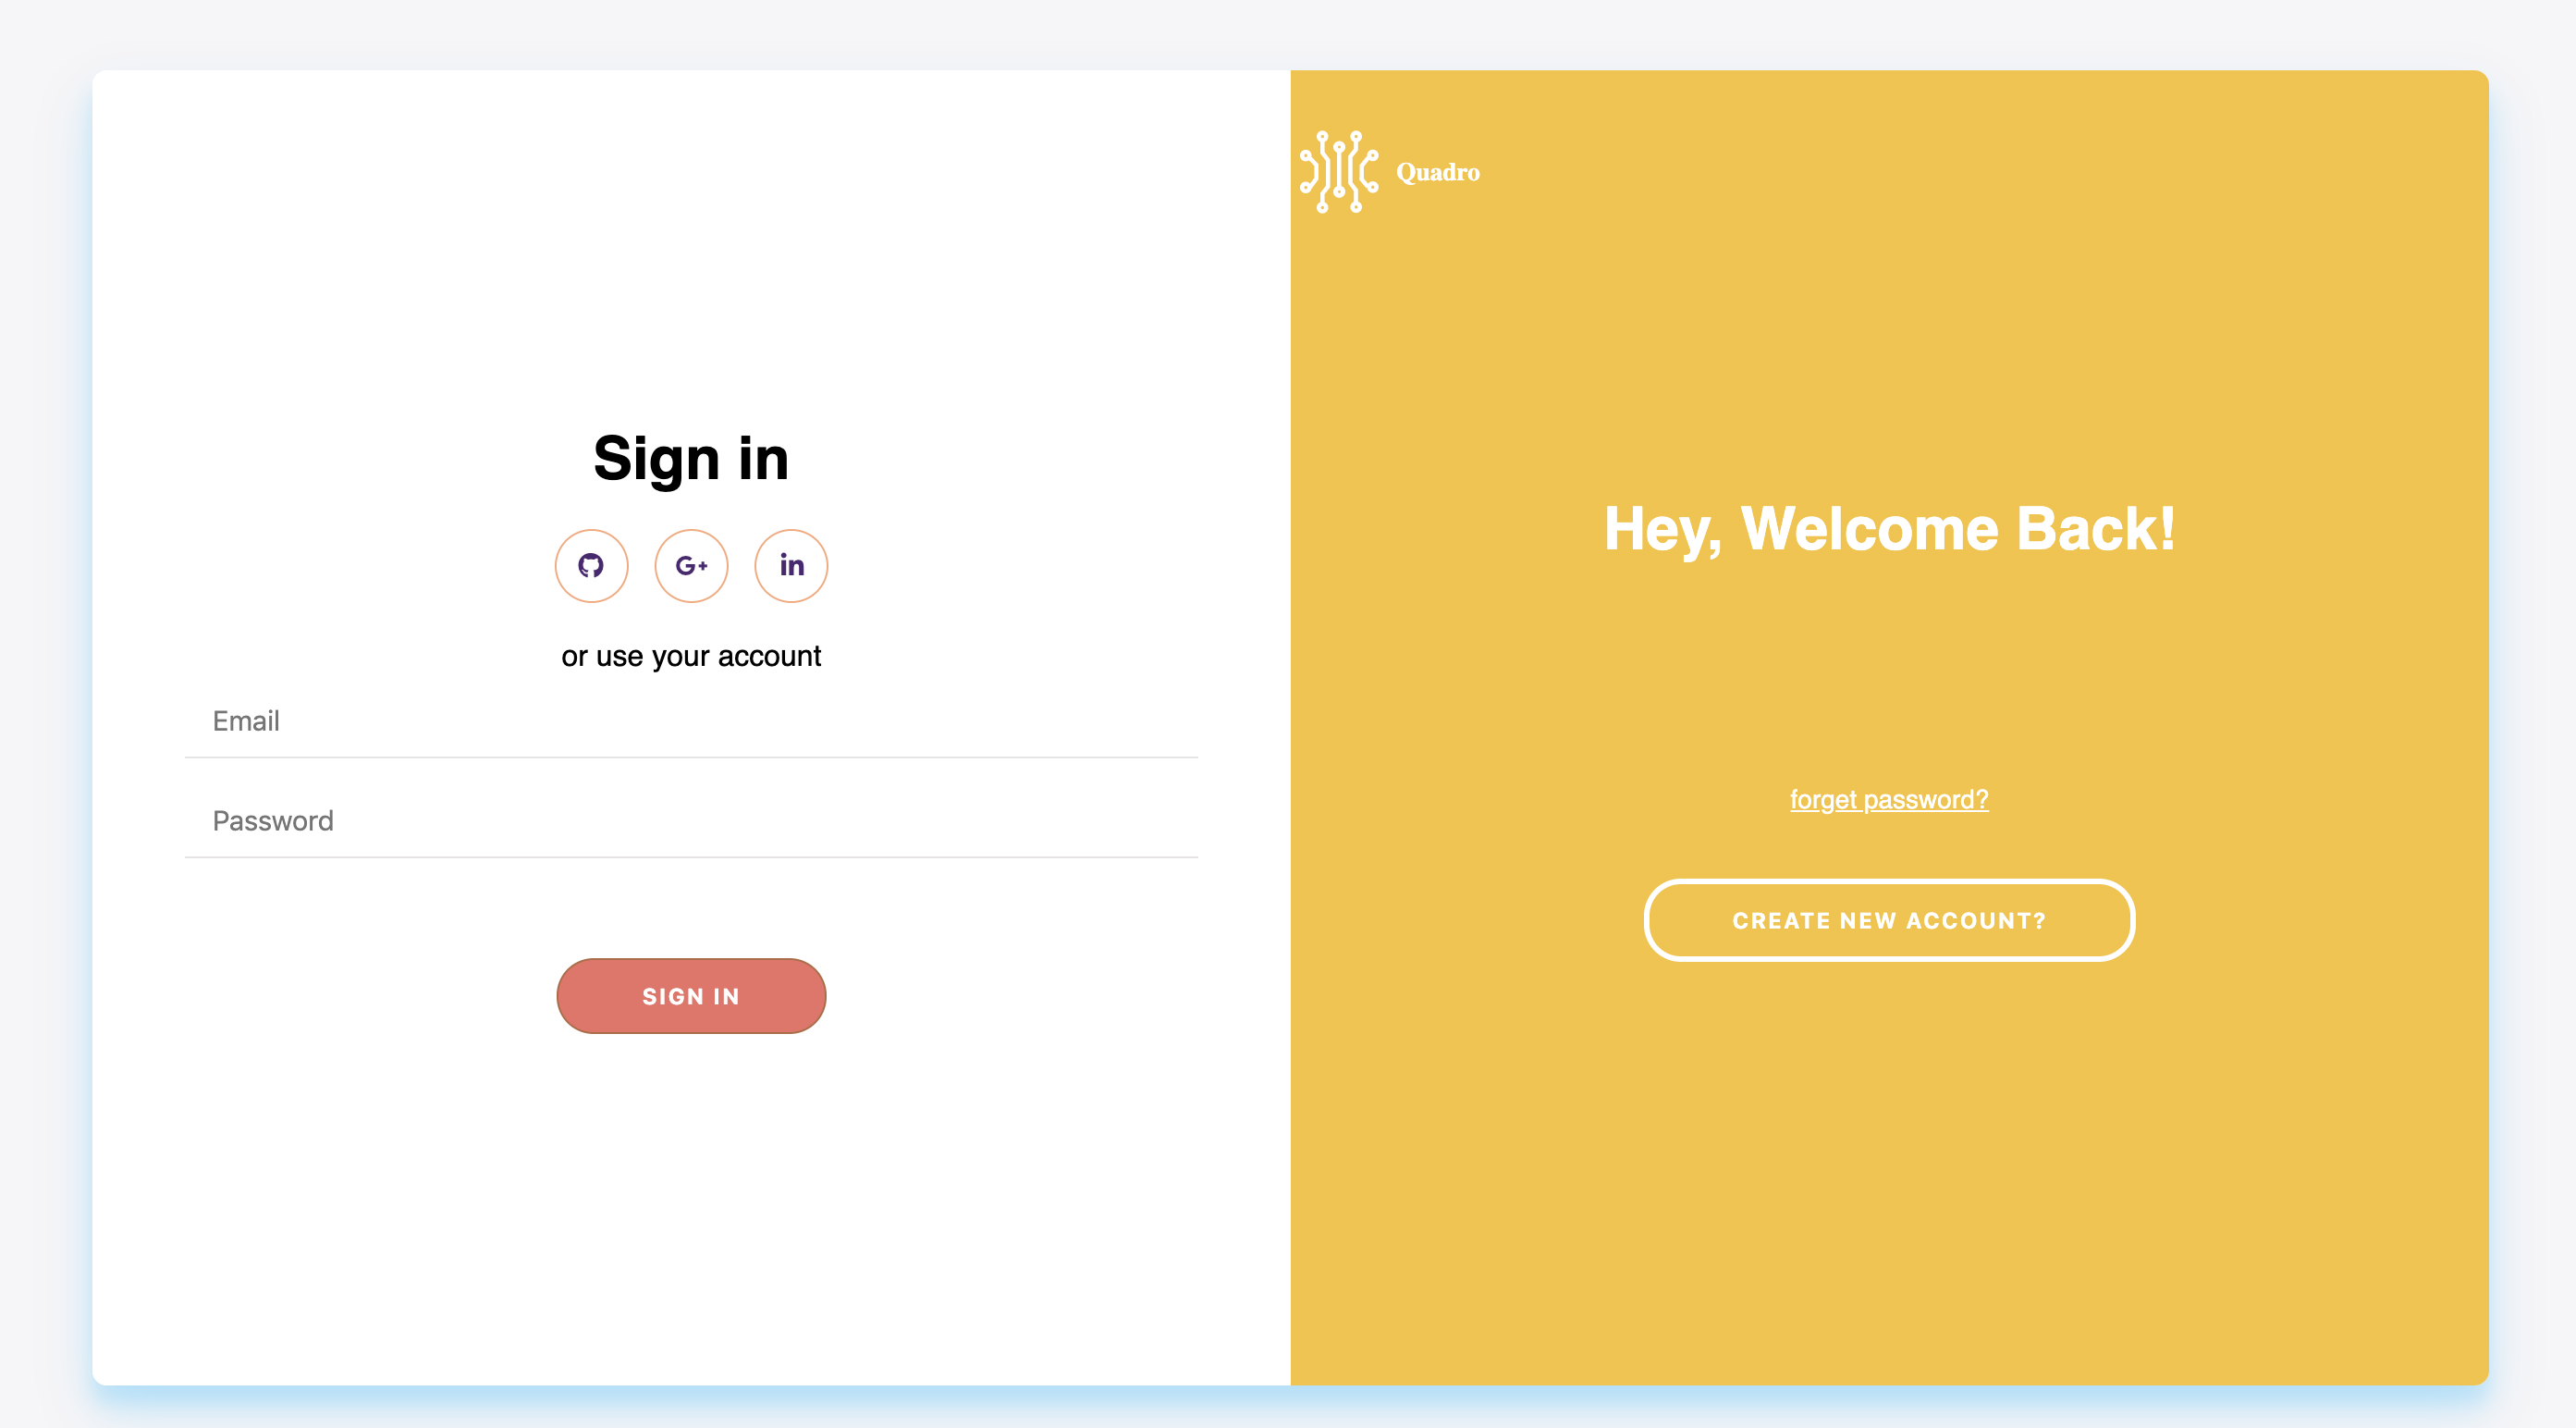 Sign in
or use your account
Email
Password
SIGN IN
Quadro
Hey, Welcome Back!
forget password?
CREATE NEW ACCOUNT?